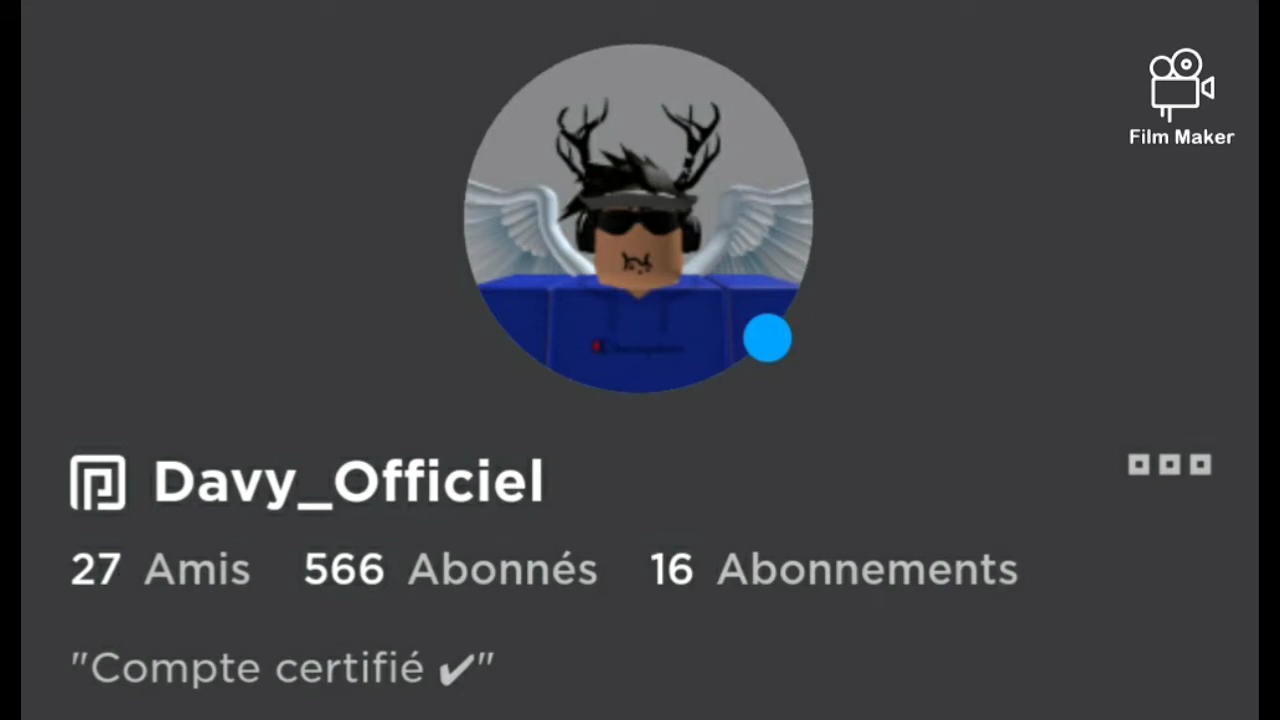 Film Maker
Davy_Officiel
27 Amis 566 Abonnés 16 Abonnements
"Compte certifié ✔"